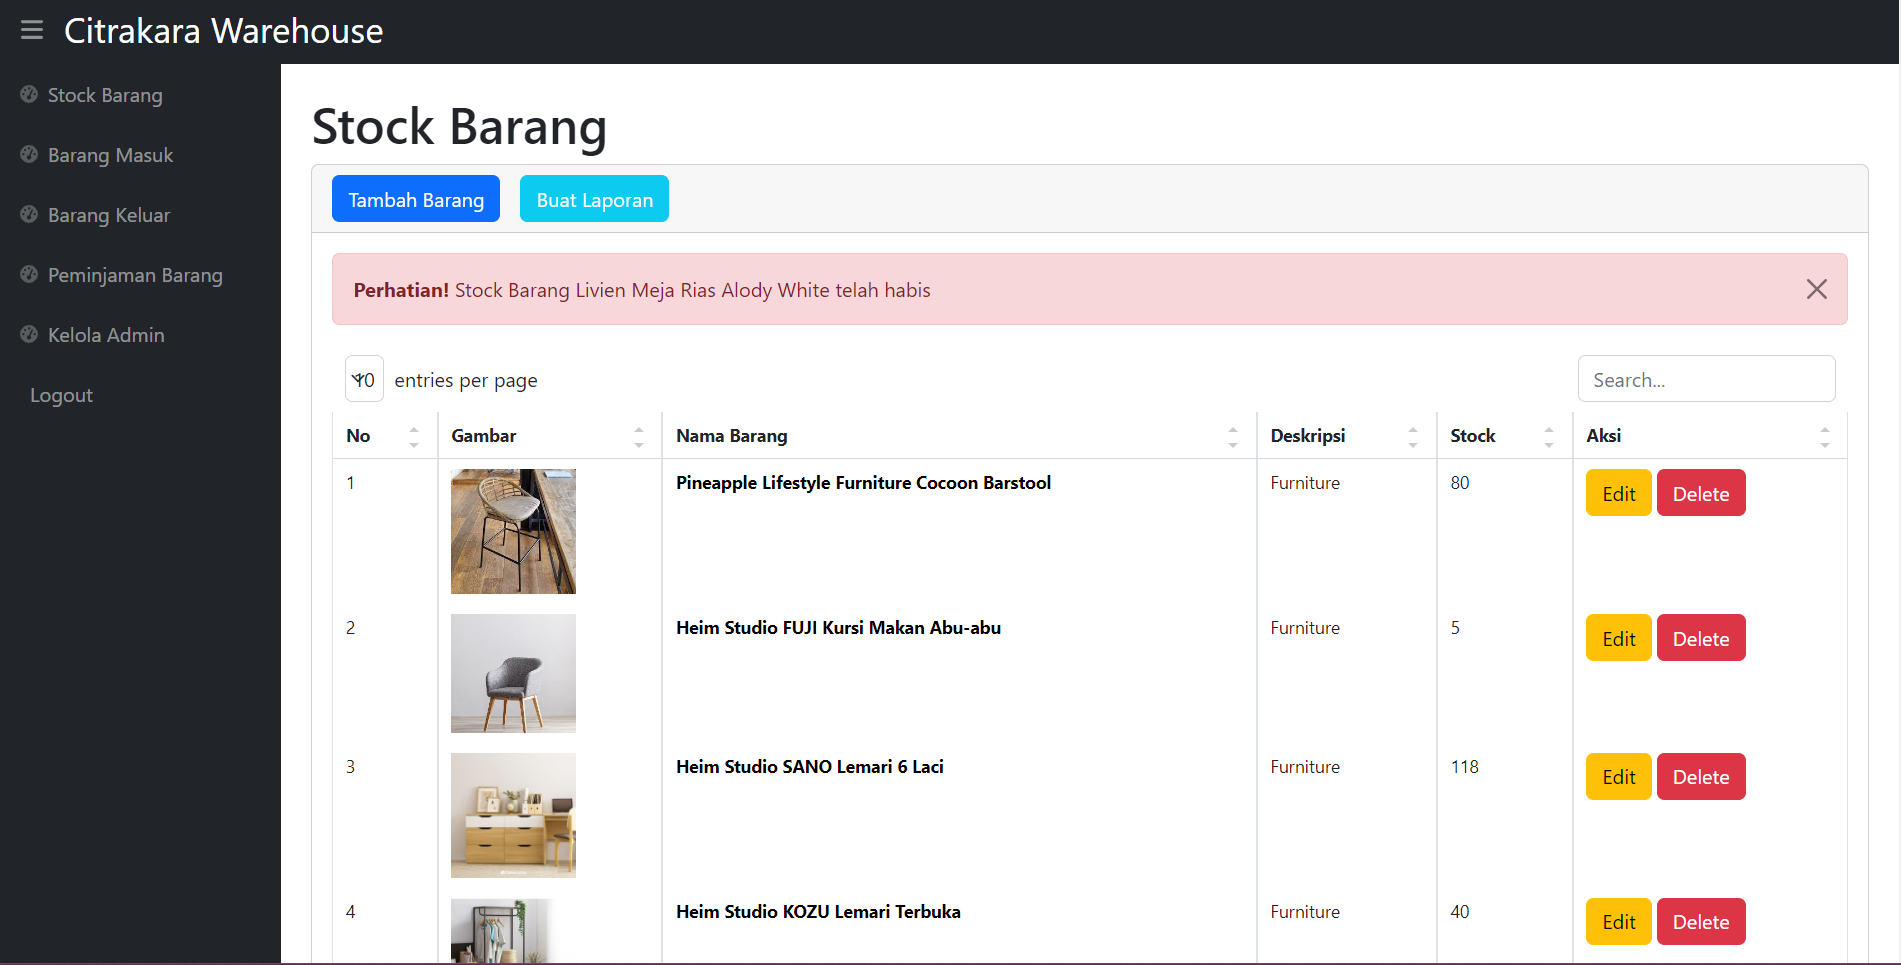 Citrakara Warehouse
Stock Barang
Barang Masuk
Barang Keluar
Peminjaman Barang
Kelola Admin
Logout
Stock Barang
Tambah Barang Buat Laporan
Perhatian! Stock Barang Livien Meja Rias Alody White telah habis
10 entries per page Search...
No Gambar Nama Barang Deskripsi Stock Aksi
1 Pineapple Lifestyle Furniture Cocoon Barstool Furniture 80 Edit Delete
2 Heim Studio FUJI Kursi Makan Abu-abu Furniture 5 Edit Delete
3 Heim Studio SANO Lemari 6 Laci Furniture 118 Edit Delete
4 Heim Studio KOZU Lemari Terbuka Furniture 40 Edit Delete